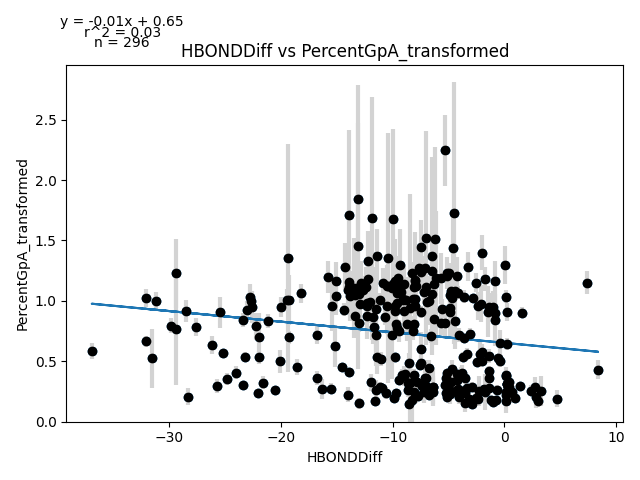 y = -0.01x + 0.65
r^2 = 0.03
n = 296
HBONDDiff vs PercentGpA_transformed
PercentGpA_transformed
2.5
2.0
1.5
1.0
0.5
0.0
−30
−20
−10
0
10
HBONDDiff